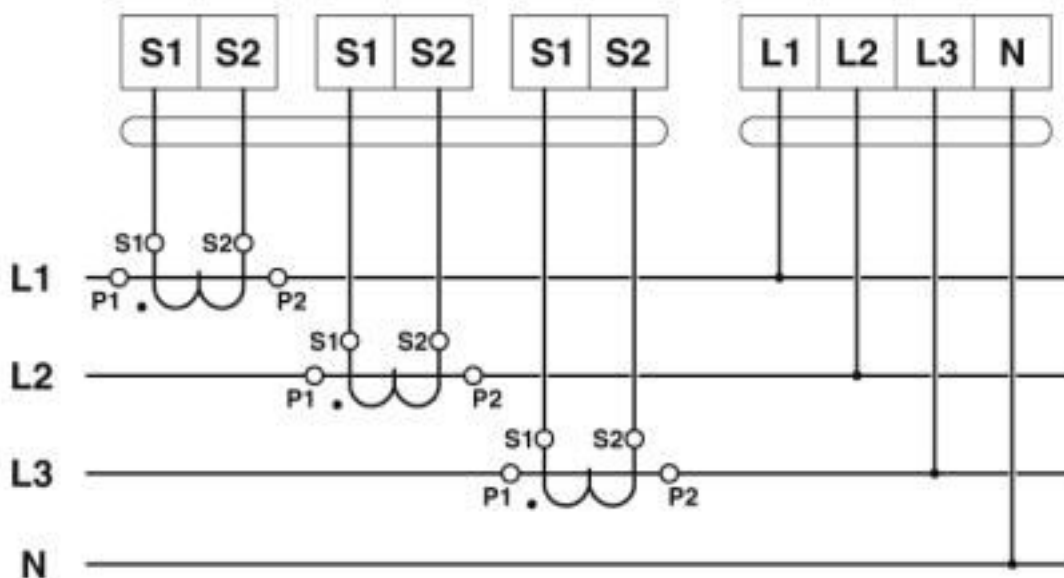 S1 S2 S1 S2 S1 S2 L1 L2 L3 N
S1 S2
L1
P1 P2
S1 S2
L2
P1 P2
S1 S2
L3
P1 P2
N